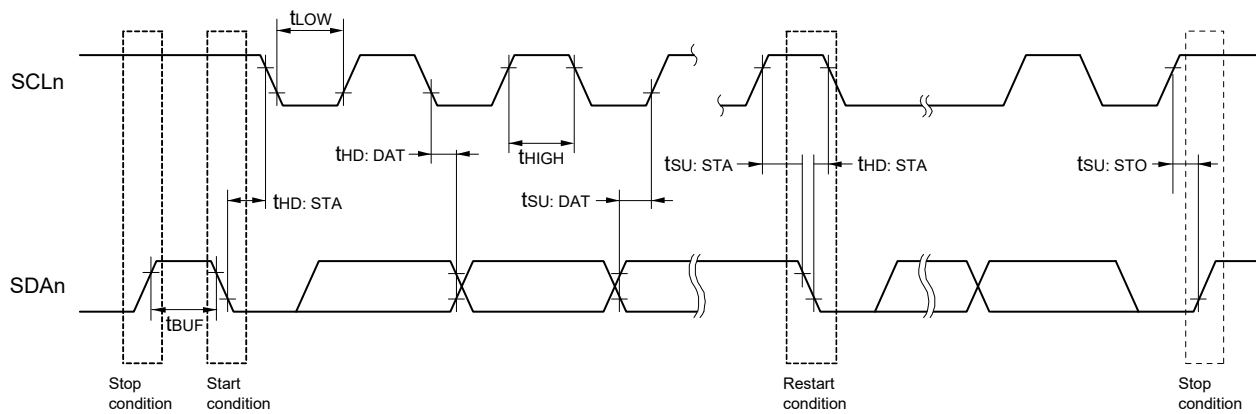 tLOW
SCLn
tHD: DAT
tHIGH
tSU: STA
tHD: STA
tSU: STO
tHD: STA
tSU: DAT
SDAn
tBUF
Stop
condition
Start
condition
Restart
condition
Stop
condition